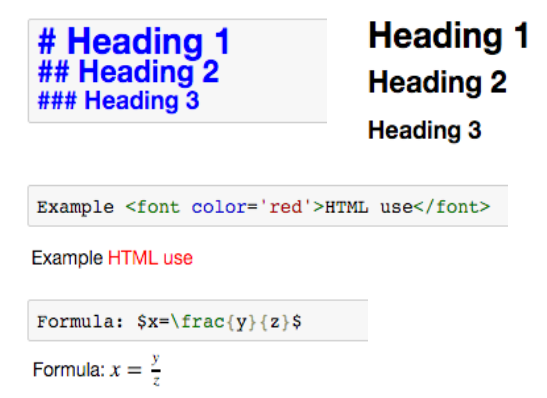 # Heading 1
## Heading 2
### Heading 3
Heading 1
Heading 2
Heading 3
Example <font color='red'>HTML use</font>
Example HTML use
Formula: $x=\frac{y}{z}$
Formula: x = y/z